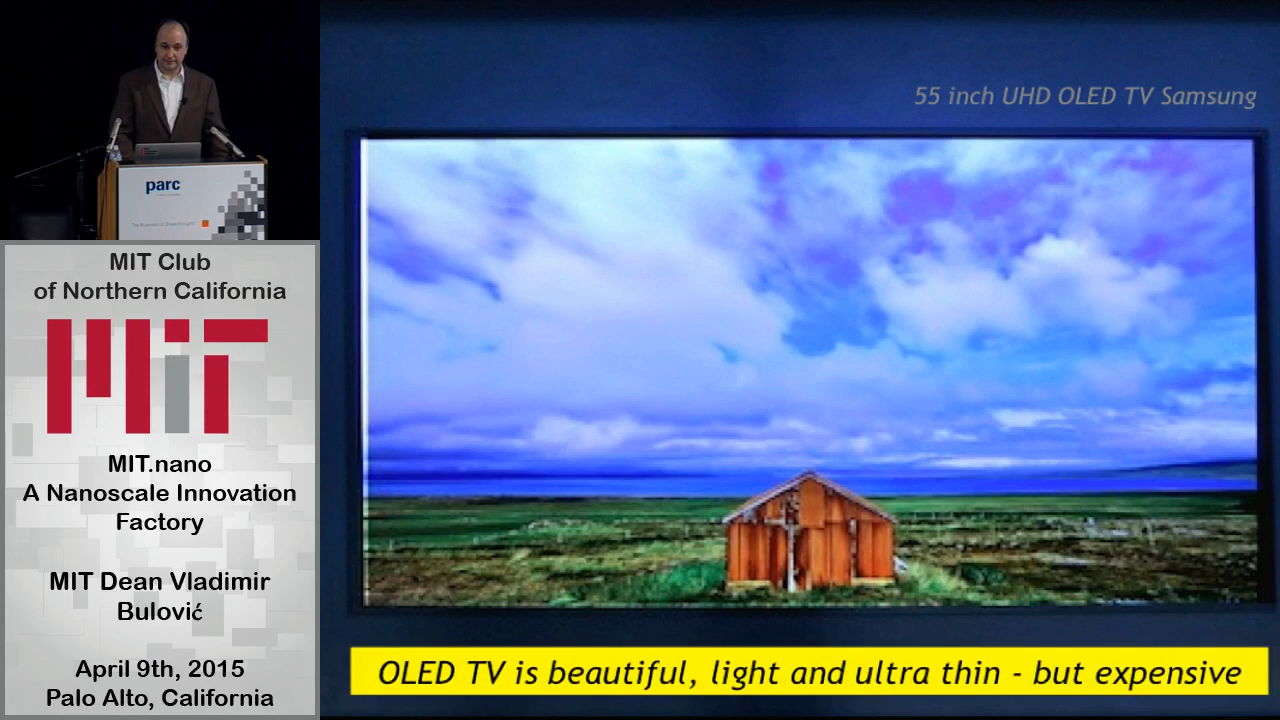 parc
MIT Club
of Northern California
MIT
MIT.nano
A Nanoscale Innovation
Factory
MIT Dean Vladimir
Bulović
April 9th, 2015
Palo Alto, California
55 inch UHD OLED TV Samsung
OLED TV is beautiful, light and ultra thin - but expensive